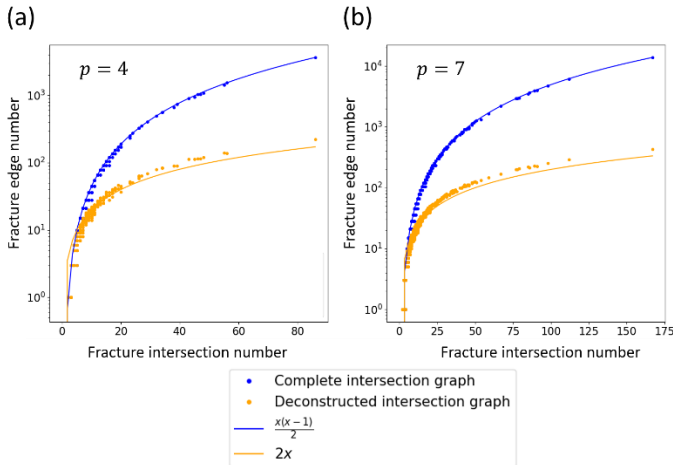 (a)
p = 4
Fracture edge number
10³
10²
10¹
10⁰
0 20 40 60 80
Fracture intersection number
(b)
p = 7
Fracture edge number
10⁴
10³
10²
10¹
10⁰
0 25 50 75 100 125 150 175
Fracture intersection number
Complete intersection graph
Deconstructed intersection graph
x(x−1)/2
2x